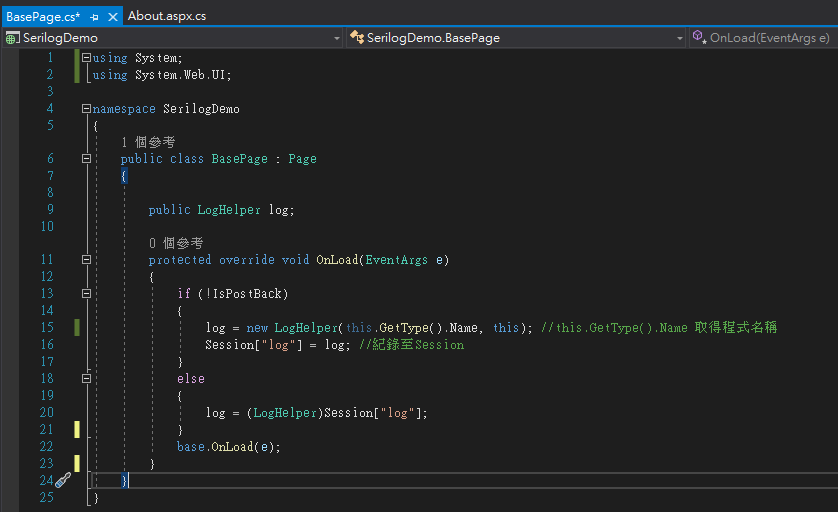 BasePage.cs*
About.aspx.cs
SerilogDemo
SerilogDemo.BasePage
OnLoad(EventArgs e)
1 using System;
2 using System.Web.UI;
3
4 namespace SerilogDemo
5 {
1 個參考
6 public class BasePage : Page
7 {
8
9 public LogHelper log;
10
0 個參考
11 protected override void OnLoad(EventArgs e)
12 {
13 if (!IsPostBack)
14 {
15 log = new LogHelper(this.GetType().Name, this); //this.GetType().Name 取得程式名稱
16 Session["log"] = log; //紀錄至Session
17 }
18 else
19 {
20 log = (LogHelper)Session["log"];
21 }
22 base.OnLoad(e);
23 }
24 }
25 }